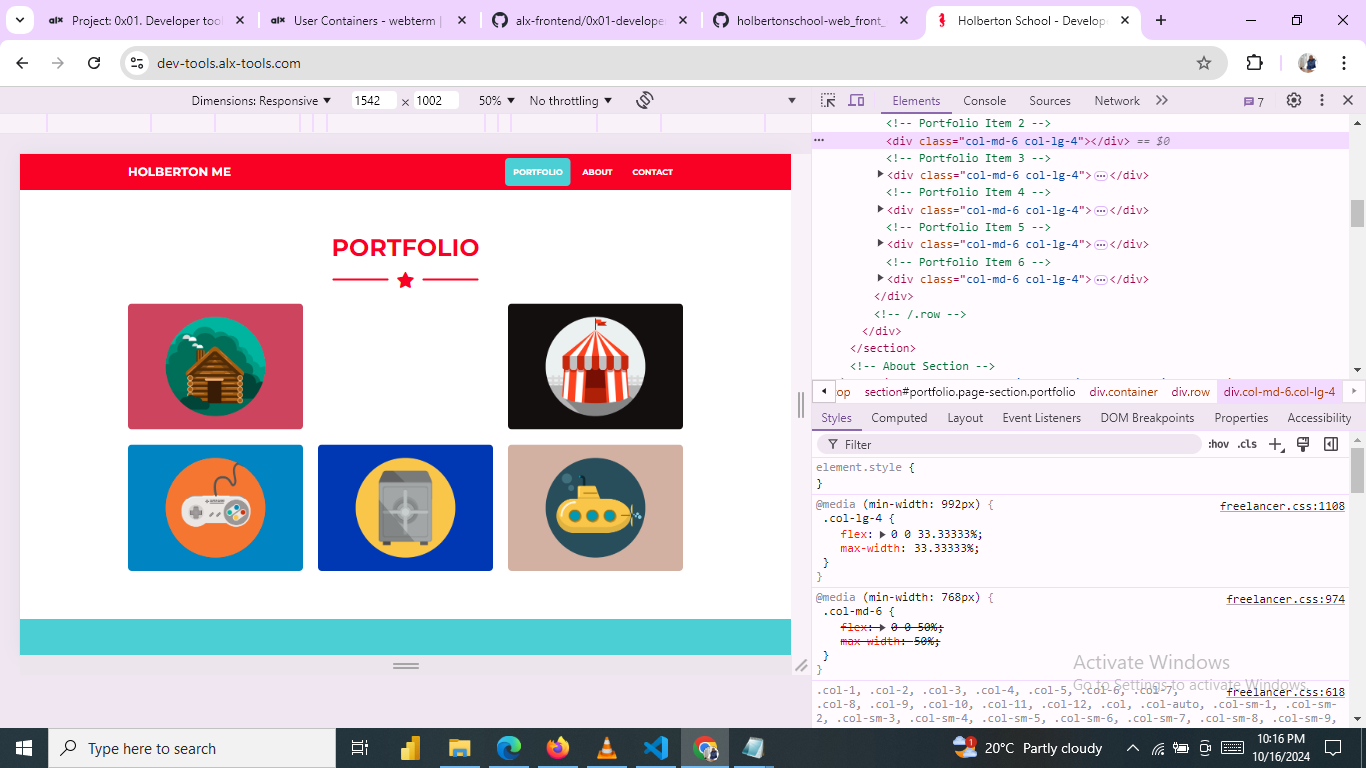 Project: 0x01. Developer tool
User Containers - webterm |
alx-frontend/0x01-develope
holbertonschool-web_front_
Holberton School - Develope
dev-tools.alx-tools.com
Dimensions: Responsive 1542 × 1002 50% No throttling
Elements Console Sources Network 7
HOLBERTON ME
PORTFOLIO ABOUT CONTACT
PORTFOLIO
<!-- Portfolio Item 2 -->
<div class="col-md-6 col-lg-4"></div> == $0
<!-- Portfolio Item 3 -->
<div class="col-md-6 col-lg-4">…</div>
<!-- Portfolio Item 4 -->
<div class="col-md-6 col-lg-4">…</div>
<!-- Portfolio Item 5 -->
<div class="col-md-6 col-lg-4">…</div>
<!-- Portfolio Item 6 -->
<div class="col-md-6 col-lg-4">…</div>
</div>
<!-- /.row -->
</div>
</section>
<!-- About Section -->
op section#portfolio.page-section.portfolio div.container div.row div.col-md-6.col-lg-4
Styles Computed Layout Event Listeners DOM Breakpoints Properties Accessibility
Filter :hov .cls
element.style {
}
@media (min-width: 992px) { freelancer.css:1108
.col-lg-4 {
flex: 0 0 33.33333%;
max-width: 33.33333%;
}
}
@media (min-width: 768px) { freelancer.css:974
.col-md-6 {
flex: 0 0 50%;
max-width: 50%;
}
}
.col-1, .col-2, .col-3, .col-4, .col-5, .col-6, .col-7, freelancer.css:618
.col-8, .col-9, .col-10, .col-11, .col-12, .col, .col-auto, .col-sm-1, .col-sm-
2, .col-sm-3, .col-sm-4, .col-sm-5, .col-sm-6, .col-sm-7, .col-sm-8, .col-sm-9,
Activate Windows
Go to Settings to activate Windows.
Type here to search
1 20°C Partly cloudy
10:16 PM
10/16/2024